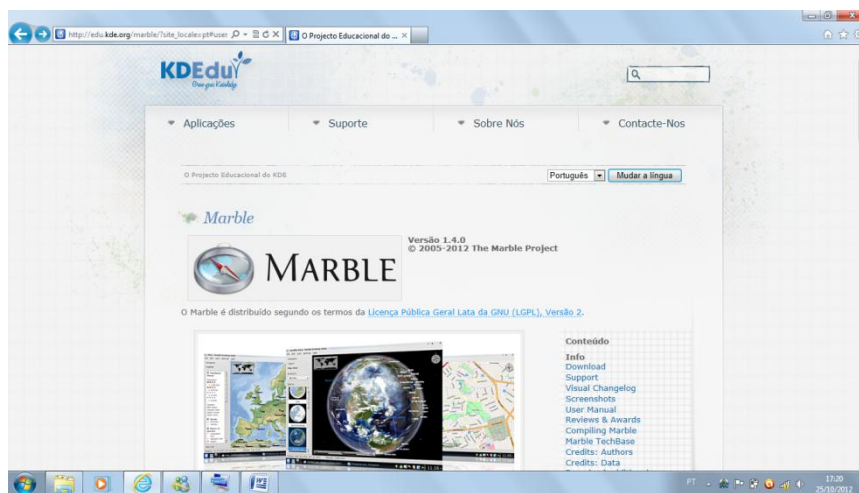 http://edu.kde.org/marble/?site_locale=pt#user
O Projecto Educacional do ...
KDEdu
Aplicações
Suporte
Sobre Nós
Contacte-Nos
O Projecto Educacional do KDE
Português
Mudar a língua
Marble
MARBLE
Versão 1.4.0
© 2005-2012 The Marble Project
O Marble é distribuído segundo os termos da Licença Pública Geral Lata da GNU (LGPL), Versão 2.
Conteúdo
Info
Download
Support
Visual Changelog
Screenshots
User Manual
Reviews & Awards
Compiling Marble
Marble TechBase
Credits: Authors
Credits: Data
PT
17:20
25/10/2012